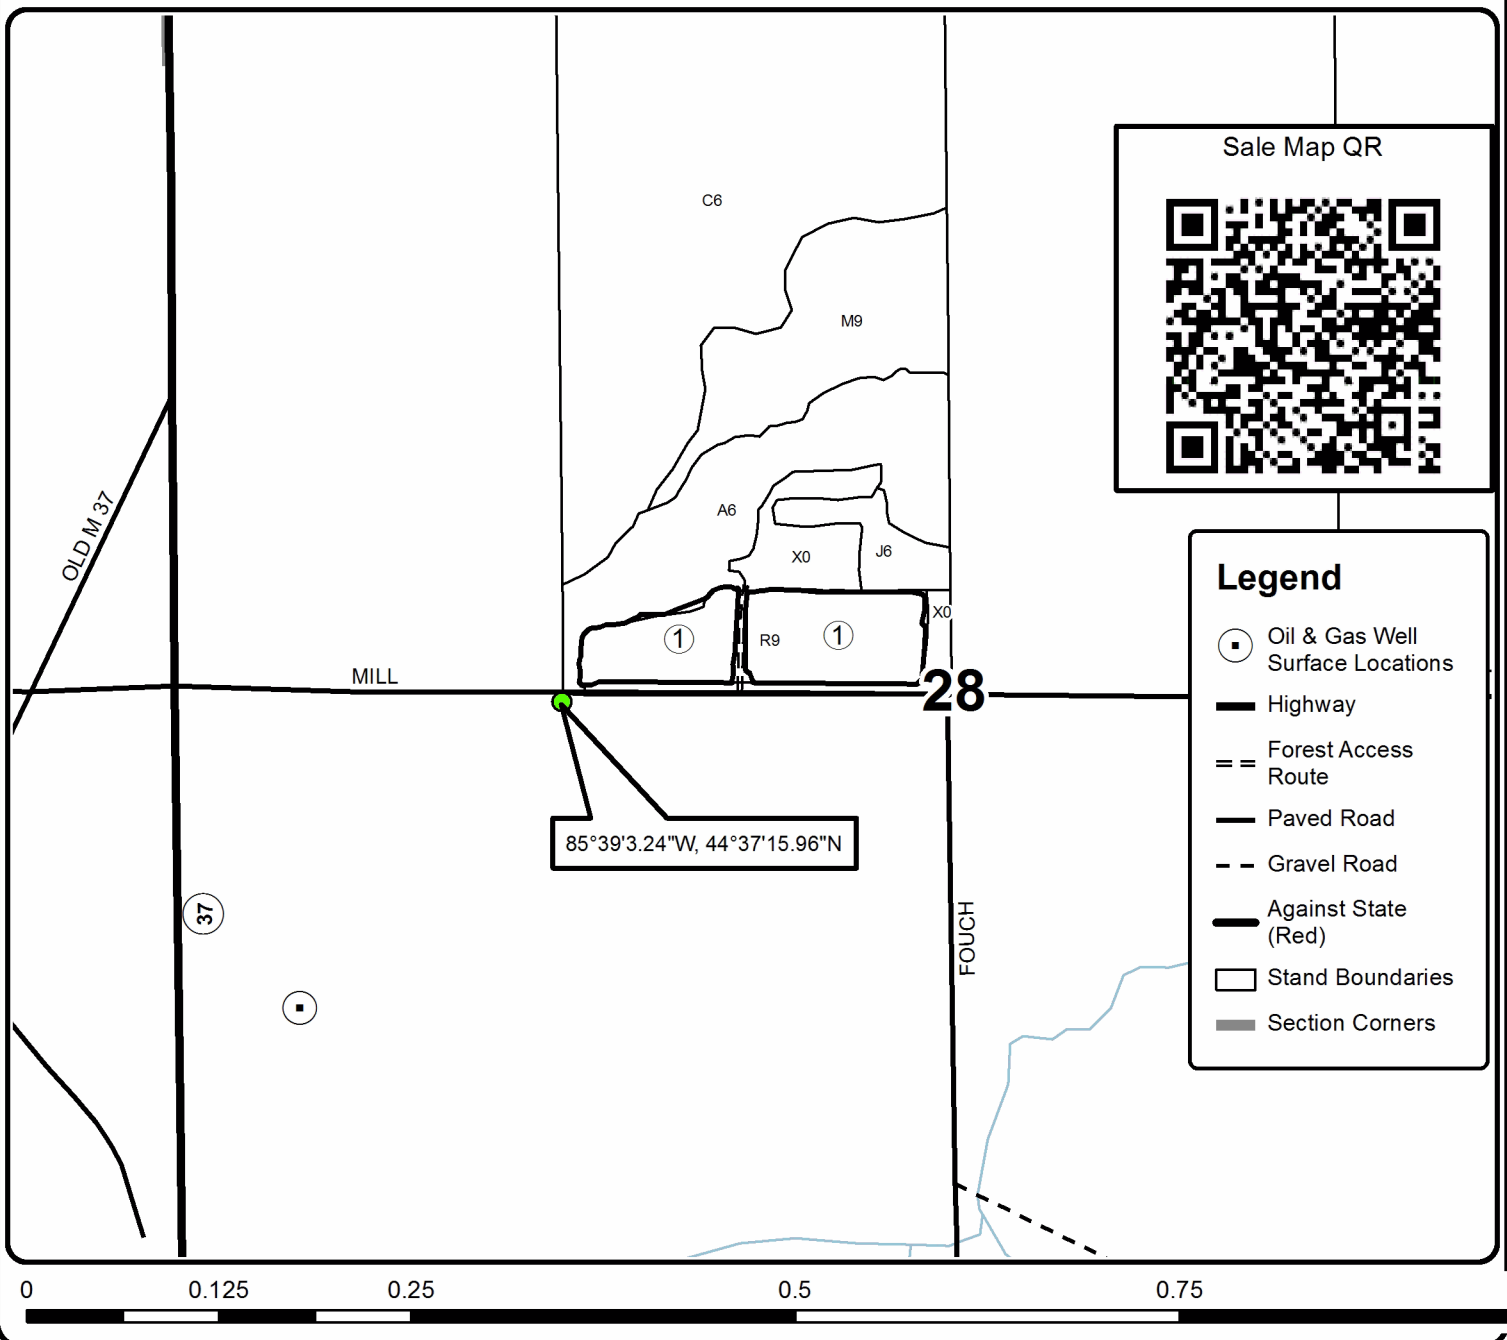 Sale Map QR
C6
M9
A6
X0
J6
X0
1
R9
1
OLD M 37
MILL
28
85°39'3.24"W, 44°37'15.96"N
37
FOUCH
Legend
Oil & Gas Well
Surface Locations
Highway
Forest Access
Route
Paved Road
Gravel Road
Against State
(Red)
Stand Boundaries
Section Corners
0
0.125
0.25
0.5
0.75